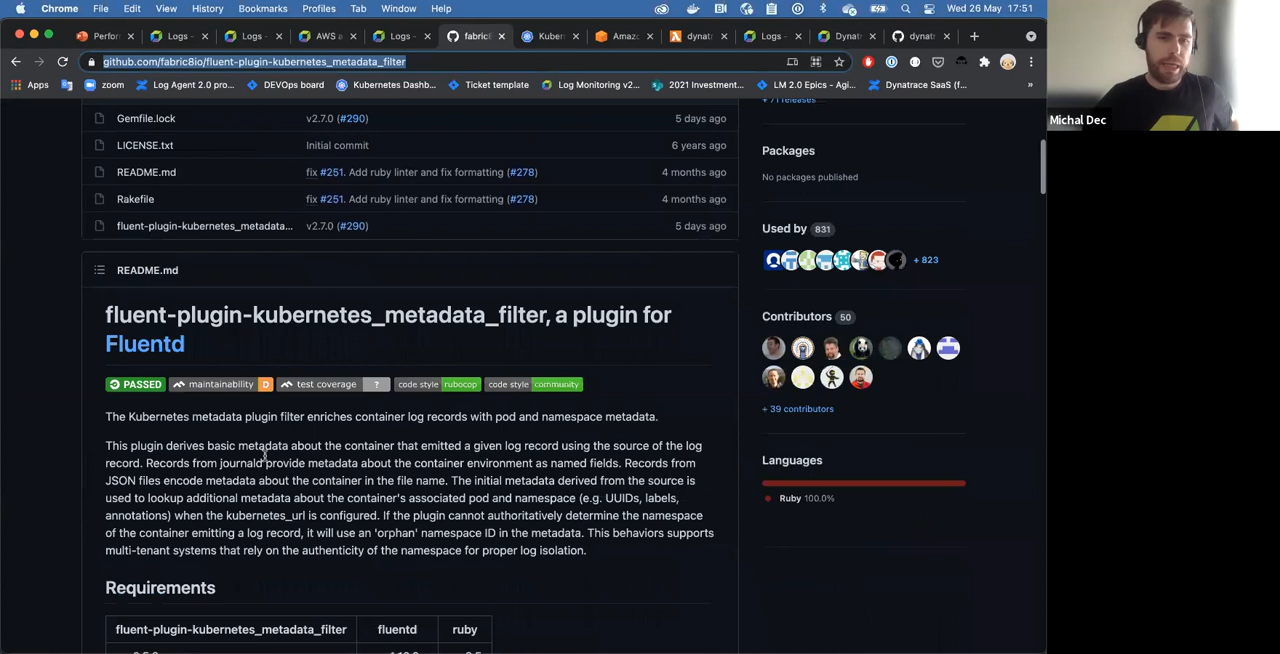 Chrome File Edit View History Bookmarks Profiles Tab Window Help Wed 26 May 17:51
Perfor Logs - Logs - AWS a Logs - fabric8 Kuber Amaz dynatr Logs - Dynatr dynatr
github.com/fabric8io/fluent-plugin-kubernetes_metadata_filter
Apps zoom Log Agent 2.0 pro... DEVOps board Kubernetes Dashb... Ticket template Log Monitoring v2... 2021 Investment... LM 2.0 Epics - Agi... Dynatrace SaaS (f... »
Michal Dec
+ 71 releases
Gemfile.lock v2.7.0 (#290) 5 days ago
LICENSE.txt Initial commit 6 years ago
README.md fix #251. Add ruby linter and fix formatting (#278) 4 months ago
Rakefile fix #251. Add ruby linter and fix formatting (#278) 4 months ago
fluent-plugin-kubernetes_metadata... v2.7.0 (#290) 5 days ago
README.md
fluent-plugin-kubernetes_metadata_filter, a plugin for
Fluentd
PASSED maintainability D test coverage ? code style rubocop code style community
The Kubernetes metadata plugin filter enriches container log records with pod and namespace metadata.
This plugin derives basic metadata about the container that emitted a given log record using the source of the log
record. Records from journald provide metadata about the container environment as named fields. Records from
JSON files encode metadata about the container in the file name. The initial metadata derived from the source is
used to lookup additional metadata about the container's associated pod and namespace (e.g. UUIDs, labels,
annotations) when the kubernetes_url is configured. If the plugin cannot authoritatively determine the namespace
of the container emitting a log record, it will use an 'orphan' namespace ID in the metadata. This behaviors supports
multi-tenant systems that rely on the authenticity of the namespace for proper log isolation.
Requirements
fluent-plugin-kubernetes_metadata_filter fluentd ruby
Packages
No packages published
Used by 831
+ 823
Contributors 50
+ 39 contributors
Languages
Ruby 100.0%